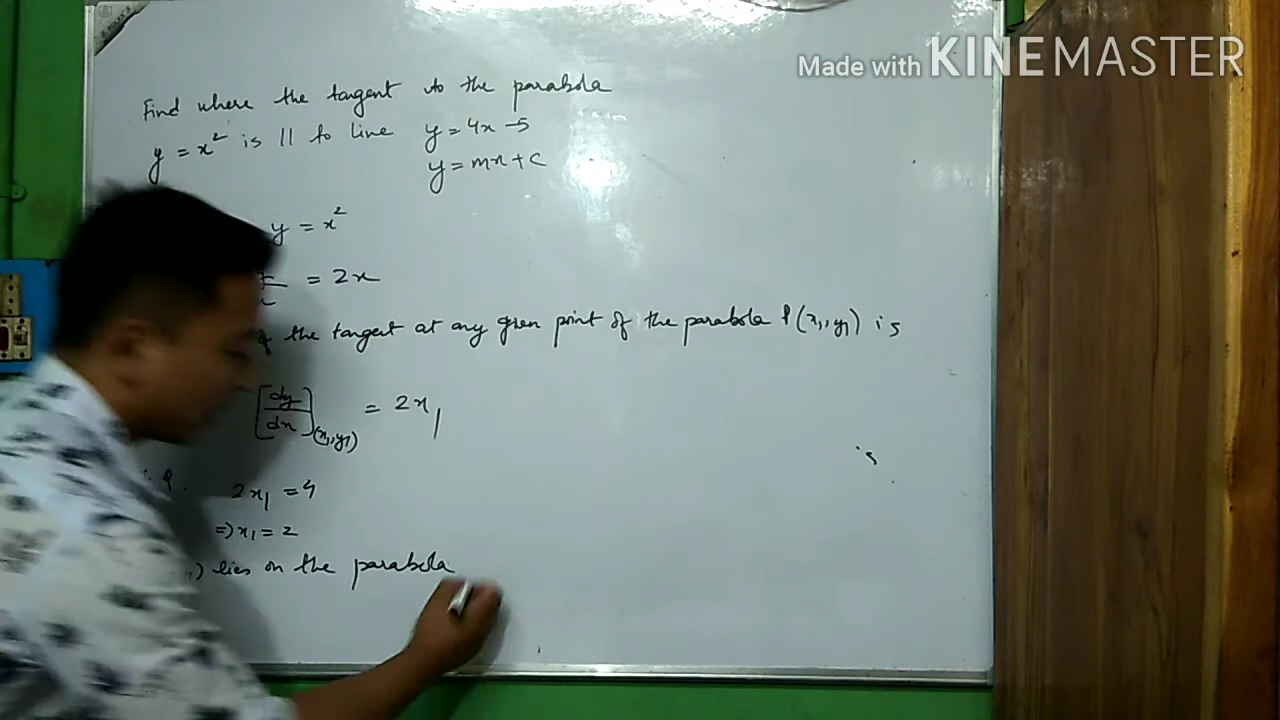 Made with KINEMASTER
Find where the tangent to the parabola
y = x² is || to line y = 4x - 5
y = mx + c
y = x²
= 2x
the tangent at any given point of the parabola P(x₁, y₁) is
[dy/dx](x₁, y₁) = 2x₁
is
2x₁ = 4
⇒ x₁ = 2
) lies on the parabola